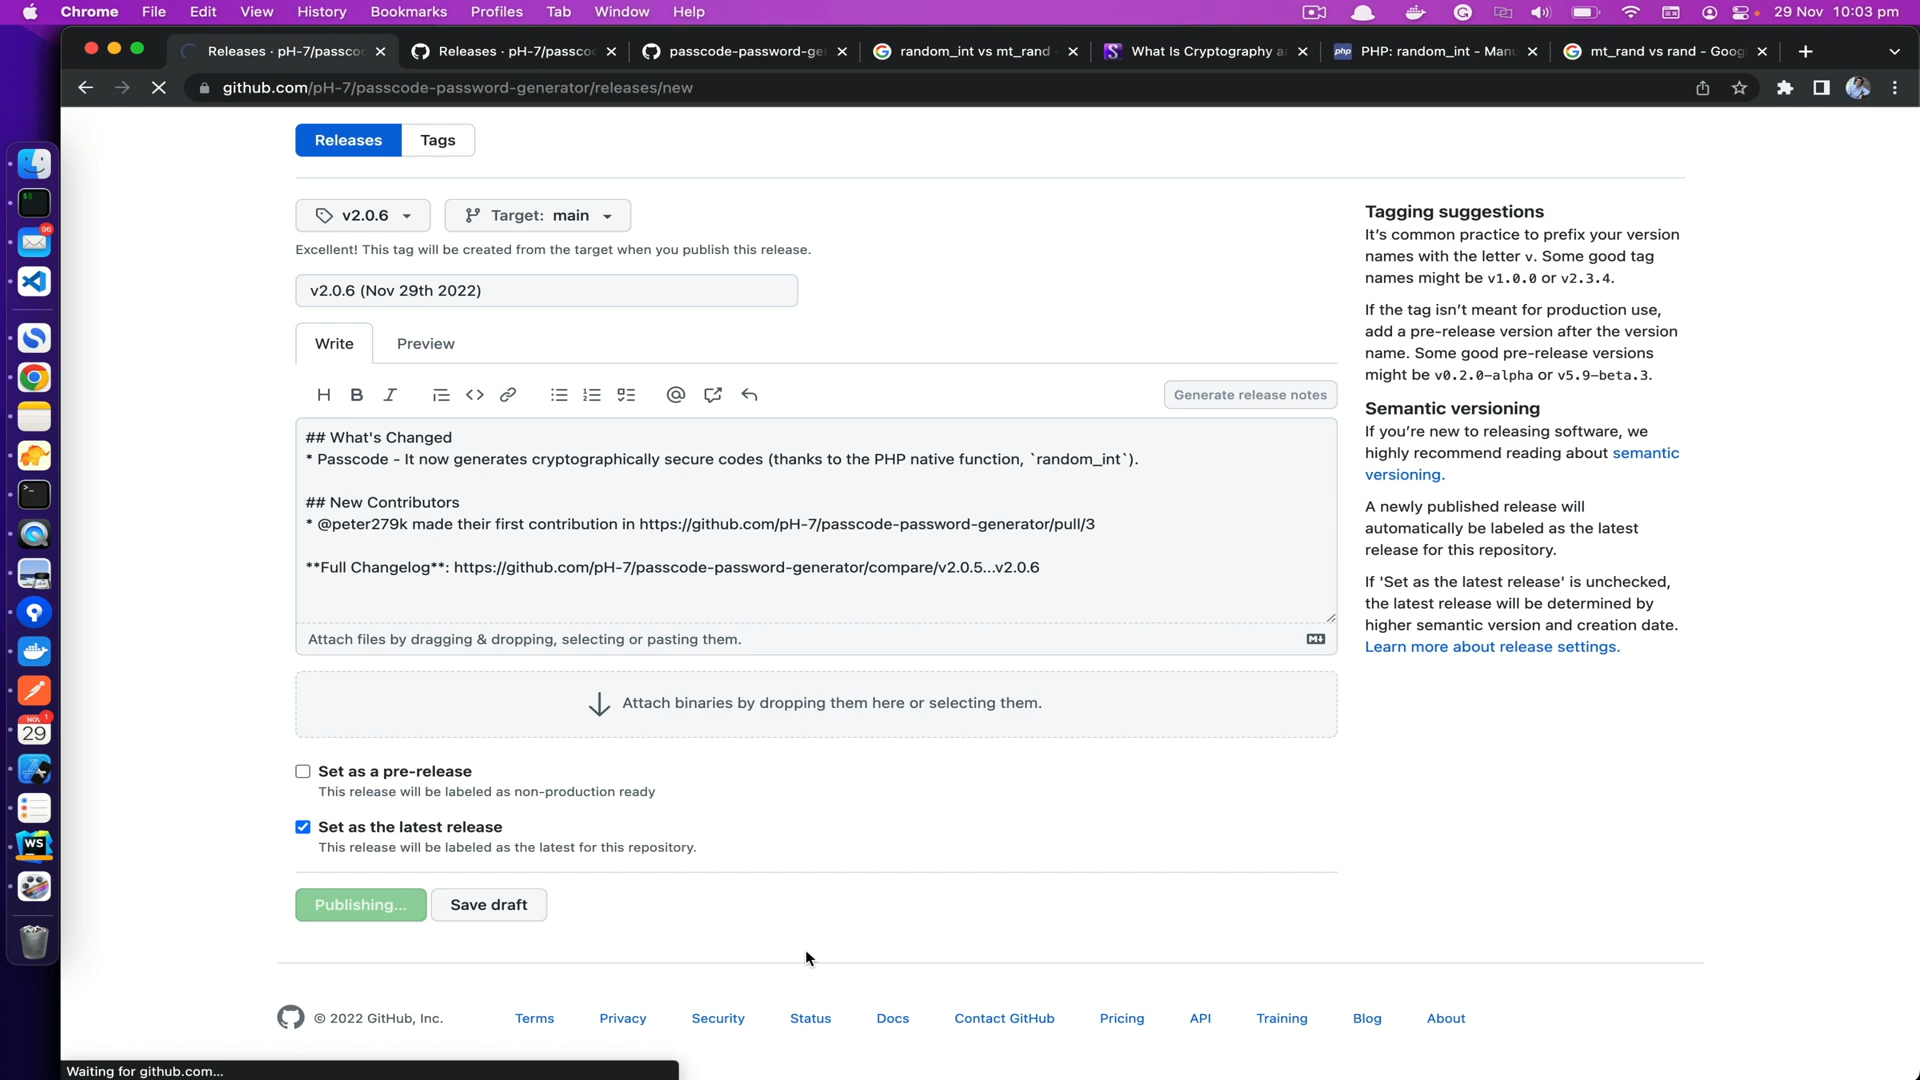 Chrome File Edit View History Bookmarks Profiles Tab Window Help 29 Nov 10:03 pm
Releases · pH-7/passco Releases · pH-7/passco passcode-password-ge random_int vs mt_rand What Is Cryptography a php PHP: random_int - Man mt_rand vs rand - Goog
github.com/pH-7/passcode-password-generator/releases/new
Releases Tags
v2.0.6 Target: main
Excellent! This tag will be created from the target when you publish this release.
v2.0.6 (Nov 29th 2022)
Write Preview
Generate release notes
## What's Changed
* Passcode - It now generates cryptographically secure codes (thanks to the PHP native function, `random_int`).
## New Contributors
* @peter279k made their first contribution in https://github.com/pH-7/passcode-password-generator/pull/3
**Full Changelog**: https://github.com/pH-7/passcode-password-generator/compare/v2.0.5...v2.0.6
Attach files by dragging & dropping, selecting or pasting them.
Attach binaries by dropping them here or selecting them.
Set as a pre-release
This release will be labeled as non-production ready
Set as the latest release
This release will be labeled as the latest for this repository.
Publishing... Save draft
Tagging suggestions
It's common practice to prefix your version
names with the letter v. Some good tag
names might be v1.0.0 or v2.3.4.
If the tag isn't meant for production use,
add a pre-release version after the version
name. Some good pre-release versions
might be v0.2.0-alpha or v5.9-beta.3.
Semantic versioning
If you're new to releasing software, we
highly recommend reading about semantic
versioning.
A newly published release will
automatically be labeled as the latest
release for this repository.
If 'Set as the latest release' is unchecked,
the latest release will be determined by
higher semantic version and creation date.
Learn more about release settings.
© 2022 GitHub, Inc. Terms Privacy Security Status Docs Contact GitHub Pricing API Training Blog About
Waiting for github.com...
96
NOV 1
29
WS